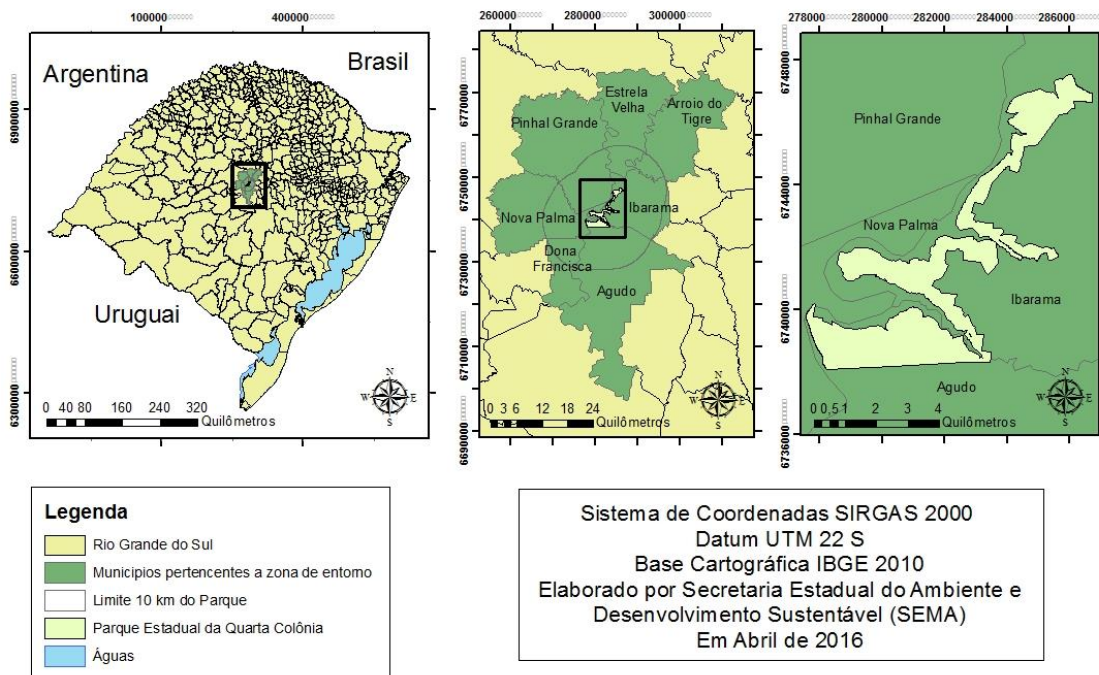 100000
400000
Argentina
Brasil
6900000
6600000
6300000
Uruguai
N
W
E
S
0 40 80 160 240 320
Quilômetros
260000
280000
300000
6770000
6750000
6730000
6710000
6690000
Estrela
Velha
Arroio do
Tigre
Pinhal Grande
Nova Palma
Ibarama
Dona
Francisca
Agudo
N
W
E
S
0 3 6 12 18 24
Quilômetros
278000
280000
282000
284000
286000
6748000
6744000
6740000
6736000
Pinhal Grande
Nova Palma
Ibarama
Agudo
N
W
E
S
0 0,5 1 2 3 4
Quilômetros
Legenda
Rio Grande do Sul
Municipios pertencentes a zona de entorno
Limite 10 km do Parque
Parque Estadual da Quarta Colônia
Águas
Sistema de Coordenadas SIRGAS 2000
Datum UTM 22 S
Base Cartográfica IBGE 2010
Elaborado por Secretaria Estadual do Ambiente e
Desenvolvimento Sustentável (SEMA)
Em Abril de 2016